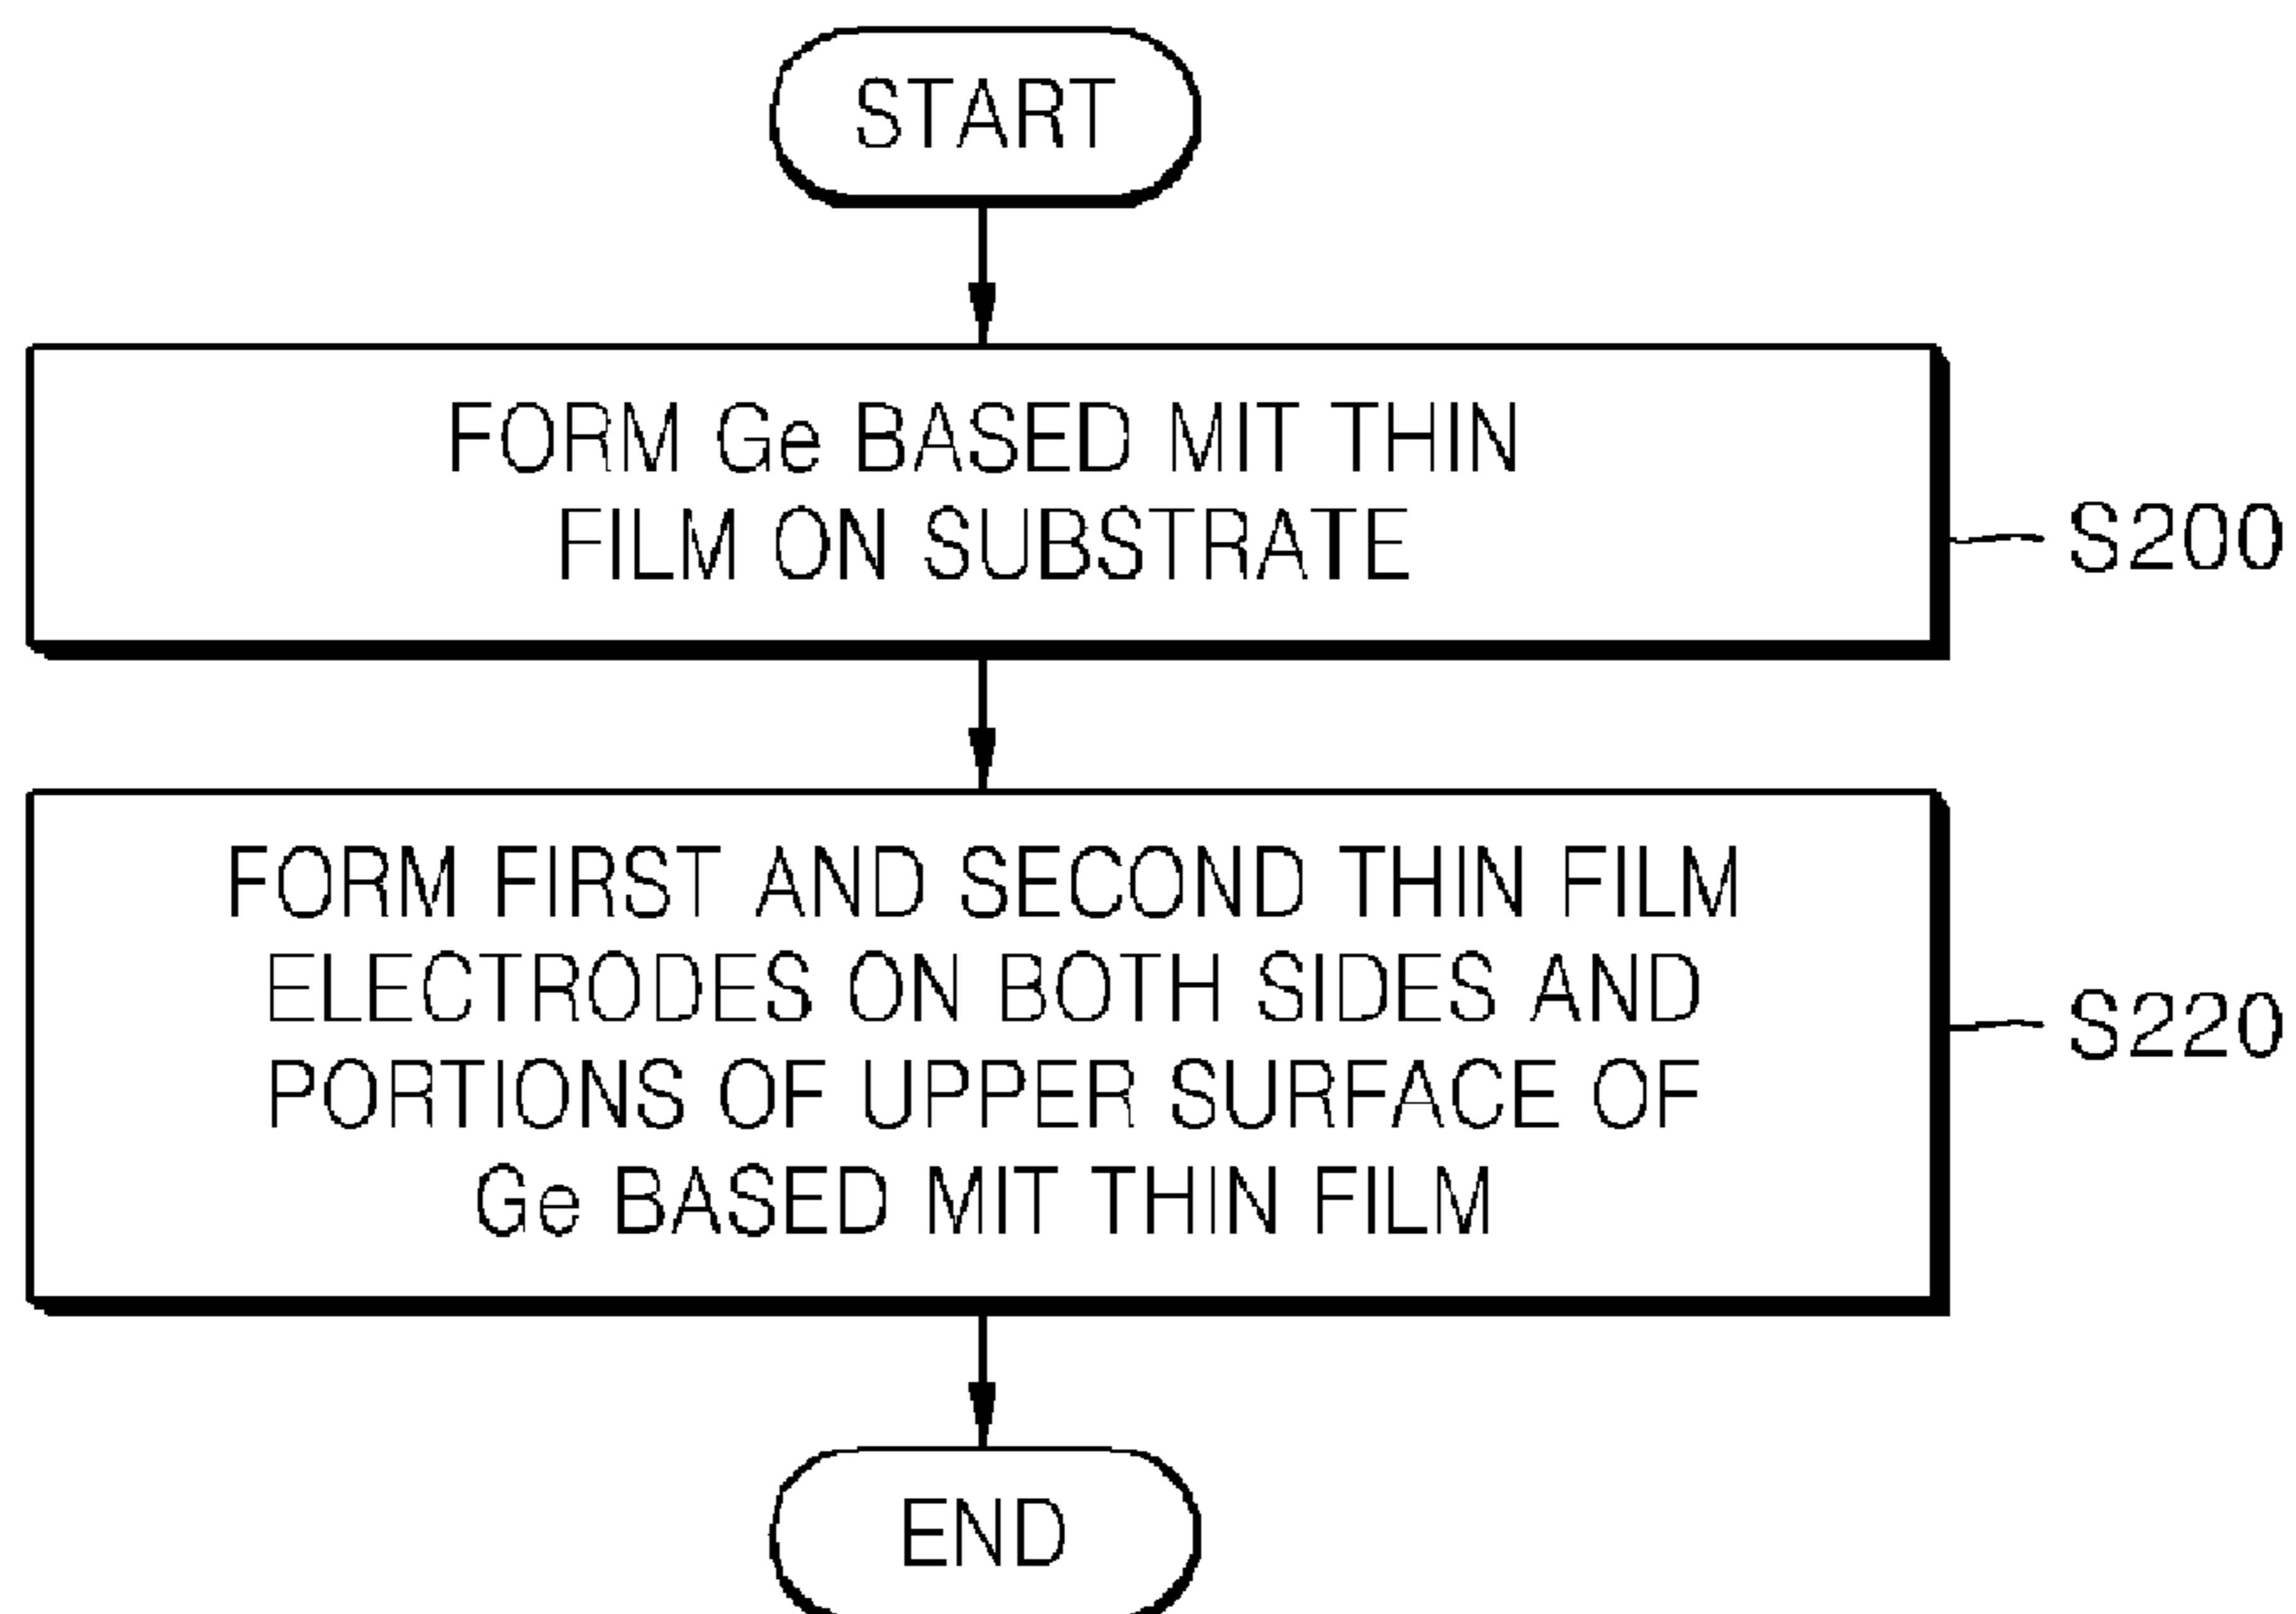 START
FORM Ge BASED MIT THIN
FILM ON SUBSTRATE
S200
FORM FIRST AND SECOND THIN FILM
ELECTRODES ON BOTH SIDES AND
PORTIONS OF UPPER SURFACE OF
Ge BASED MIT THIN FILM
S220
END